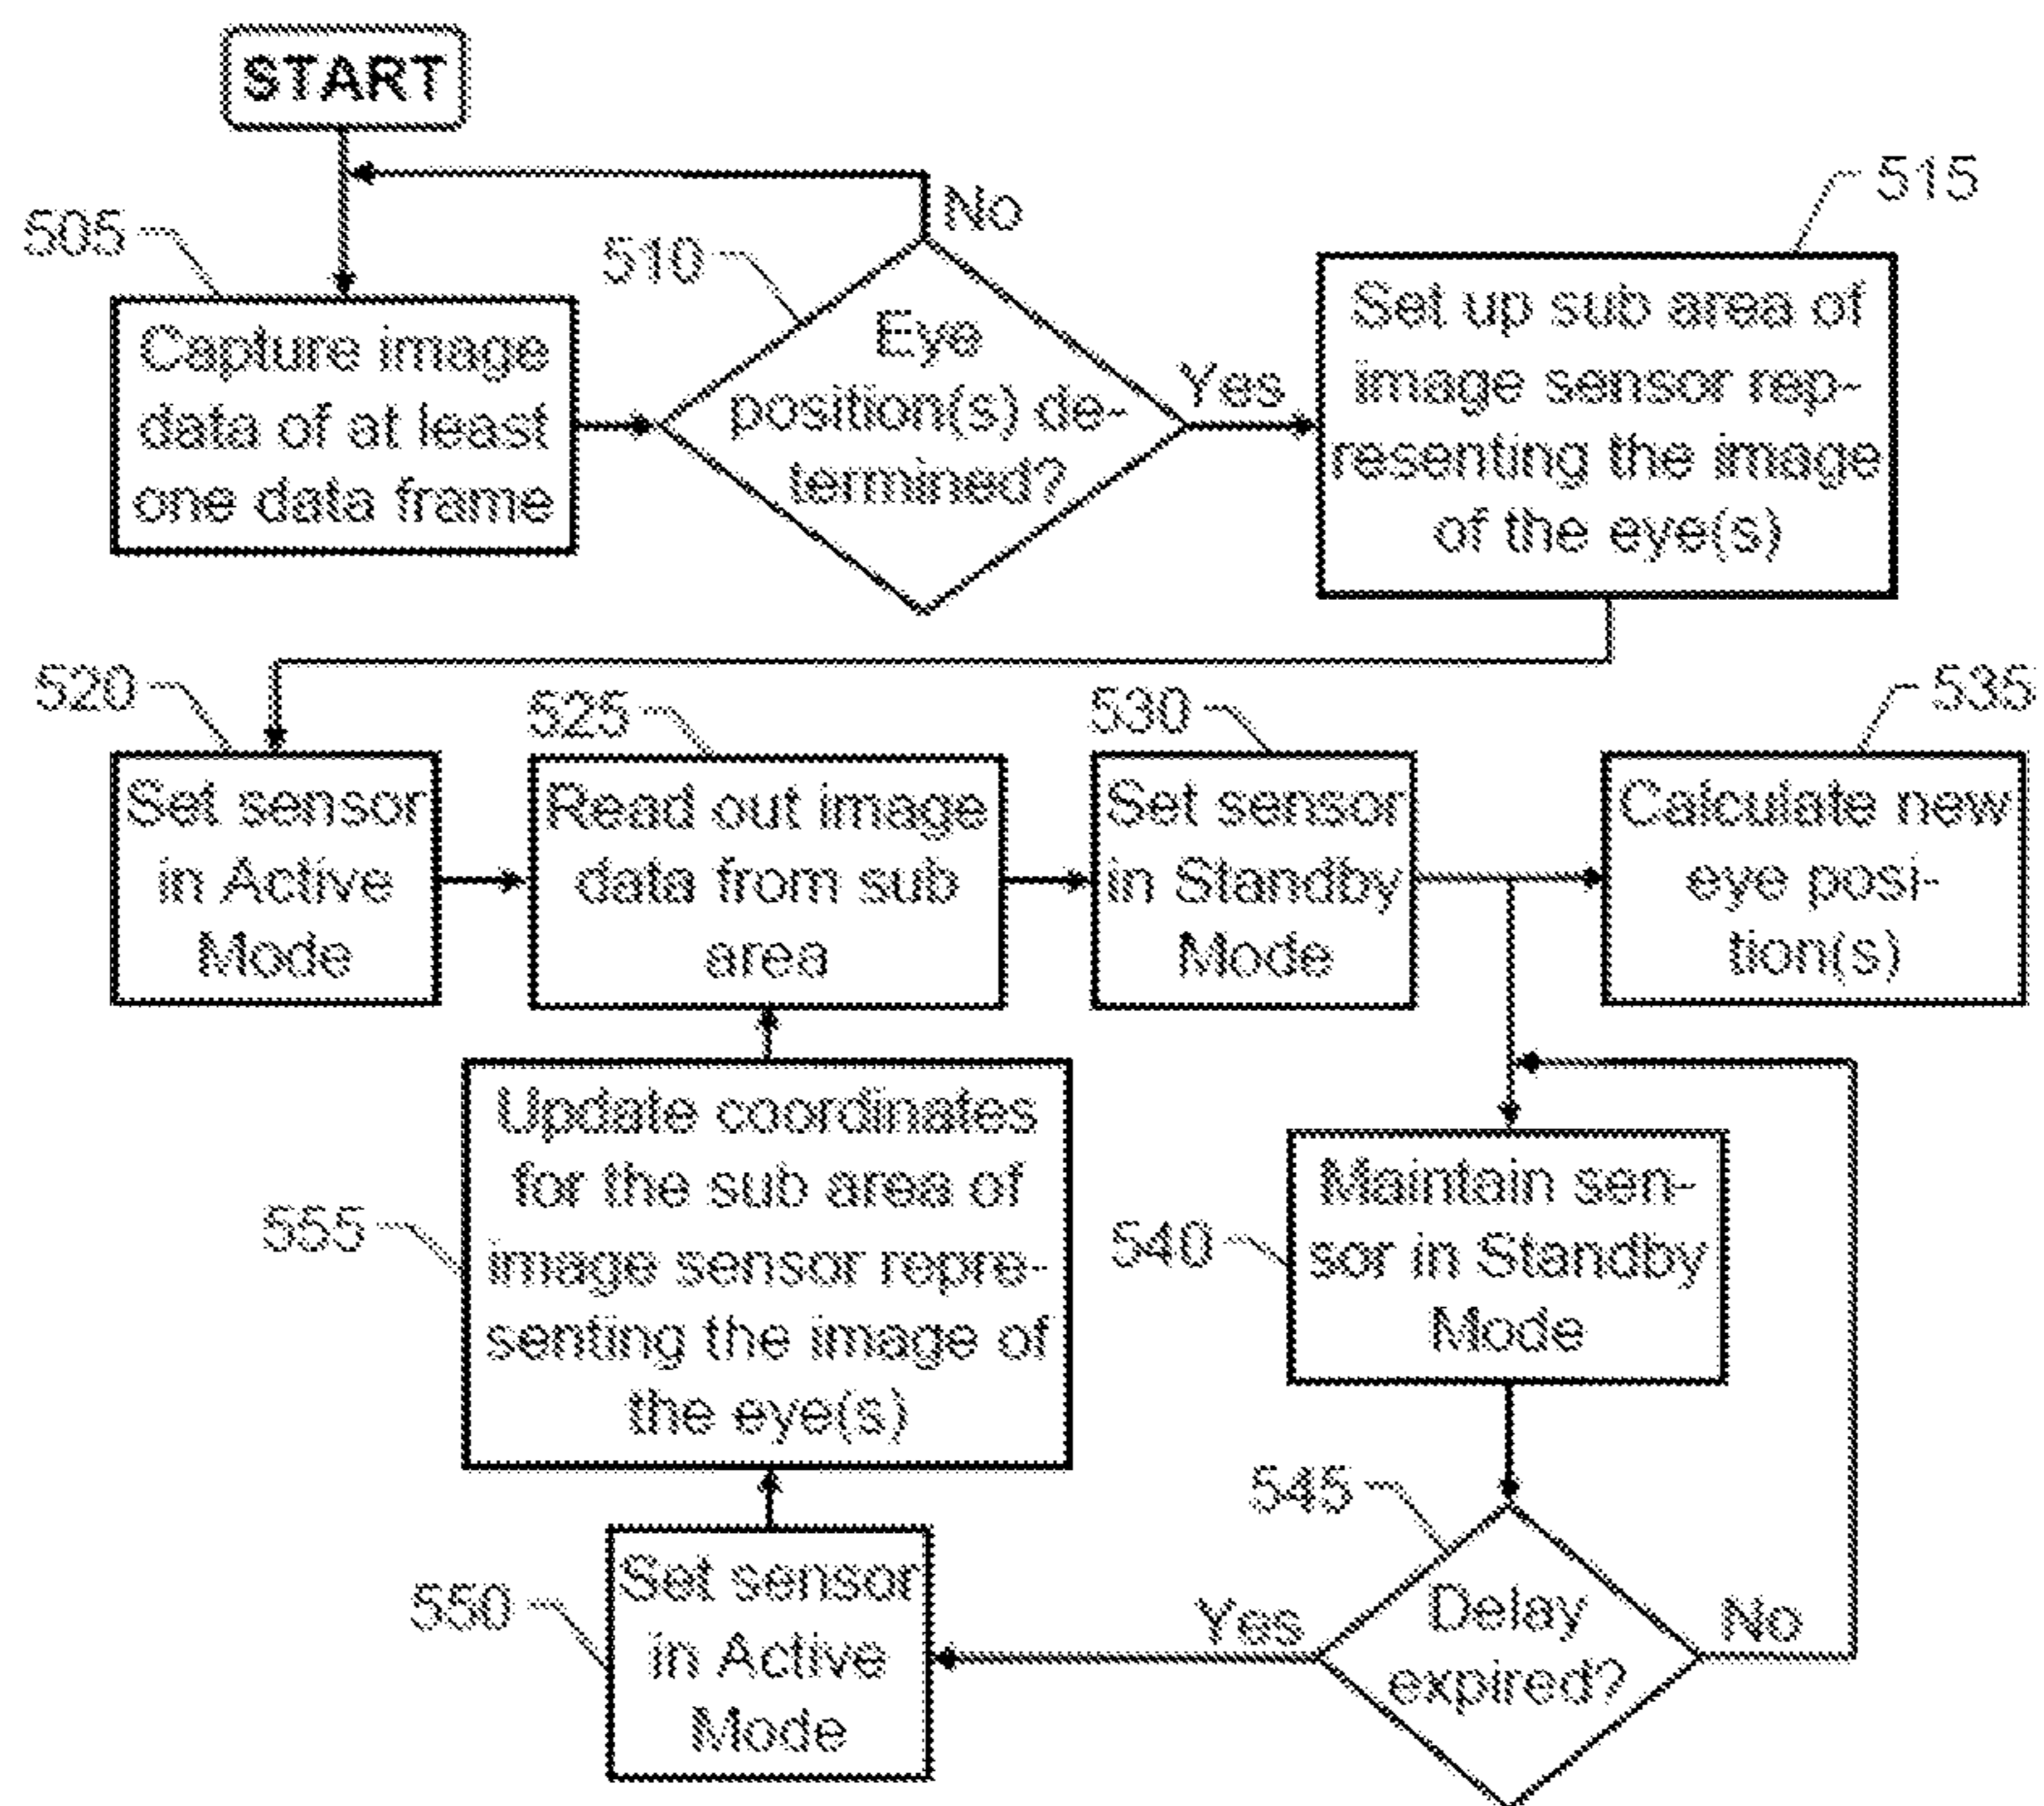 START
No
515
505
510
Capture image
data of at least
one data frame
Eye
position(s) de-
termined?
Yes
Set up sub area of
image sensor rep-
resenting the image
of the eye(s)
520
525
530
535
Set sensor
in Active
Mode
Read out image
data from sub
area
Set sensor
in Standby
Mode
Calculate new
eye posi-
tion(s)
555
Update coordinates
for the sub area of
image sensor repre-
senting the image of
the eye(s)
540
Maintain sen-
sor in Standby
Mode
545
Delay
expired?
No
Yes
550
Set sensor
in Active
Mode